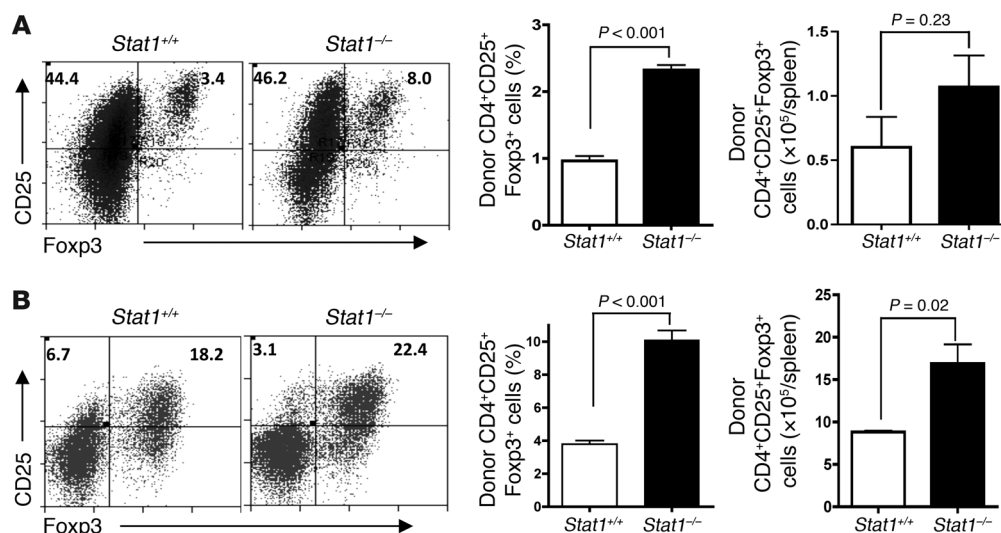 A
Stat1+/+
Stat1–/–
44.4
3.4
46.2
8.0
R20
R20
CD25
Foxp3
Donor CD4+CD25+
Foxp3+ cells (%)
3
2
1
0
P < 0.001
Stat1+/+
Stat1–/–
Donor
CD4+CD25+Foxp3+
cells (×10⁵/spleen)
1.5
1.0
0.5
0.0
P = 0.23
Stat1+/+
Stat1–/–
B
Stat1+/+
Stat1–/–
6.7
18.2
3.1
22.4
CD25
Foxp3
Donor CD4+CD25+
Foxp3+ cells (%)
10
8
6
4
2
0
P < 0.001
Stat1+/+
Stat1–/–
Donor
CD4+CD25+Foxp3+
cells (×10⁵/spleen)
25
20
15
10
5
0
P = 0.02
Stat1+/+
Stat1–/–